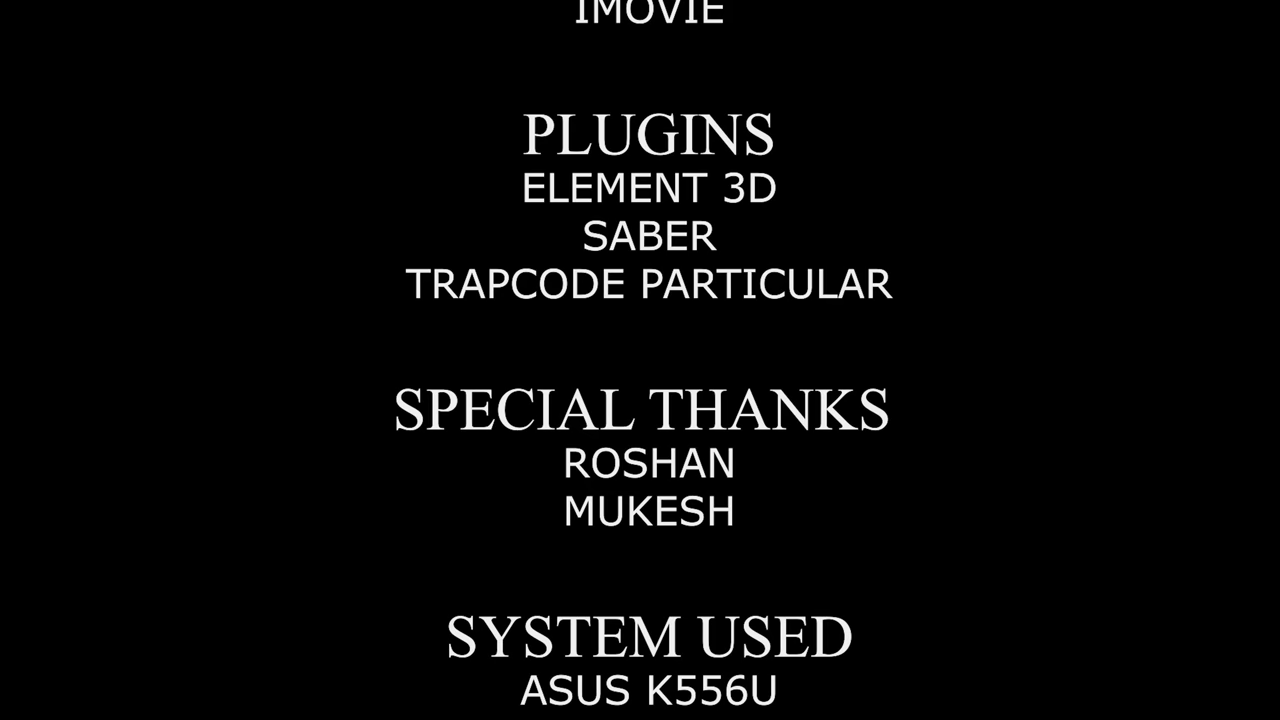 IMOVIE
PLUGINS
ELEMENT 3D
SABER
TRAPCODE PARTICULAR
SPECIAL THANKS
ROSHAN
MUKESH
SYSTEM USED
ASUS K556U